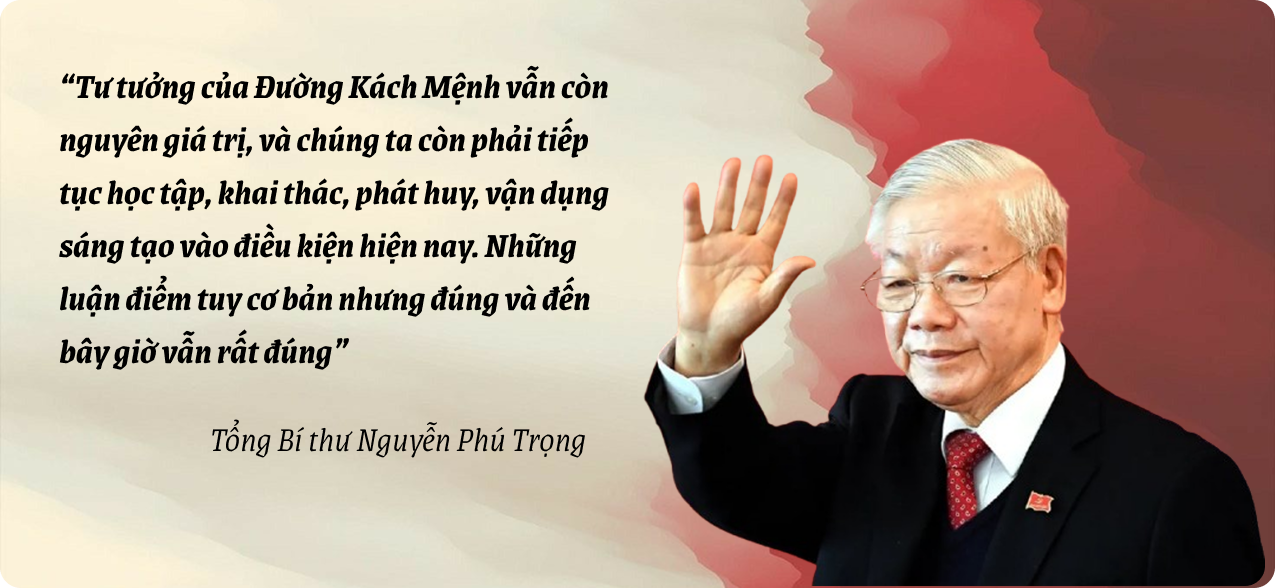 “Tư tưởng của Đường Kách Mệnh vẫn còn
nguyên giá trị, và chúng ta còn phải tiếp
tục học tập, khai thác, phát huy, vận dụng
sáng tạo vào điều kiện hiện nay. Những
luận điểm tuy cơ bản nhưng đúng và đến
bây giờ vẫn rất đúng”
Tổng Bí thư Nguyễn Phú Trọng